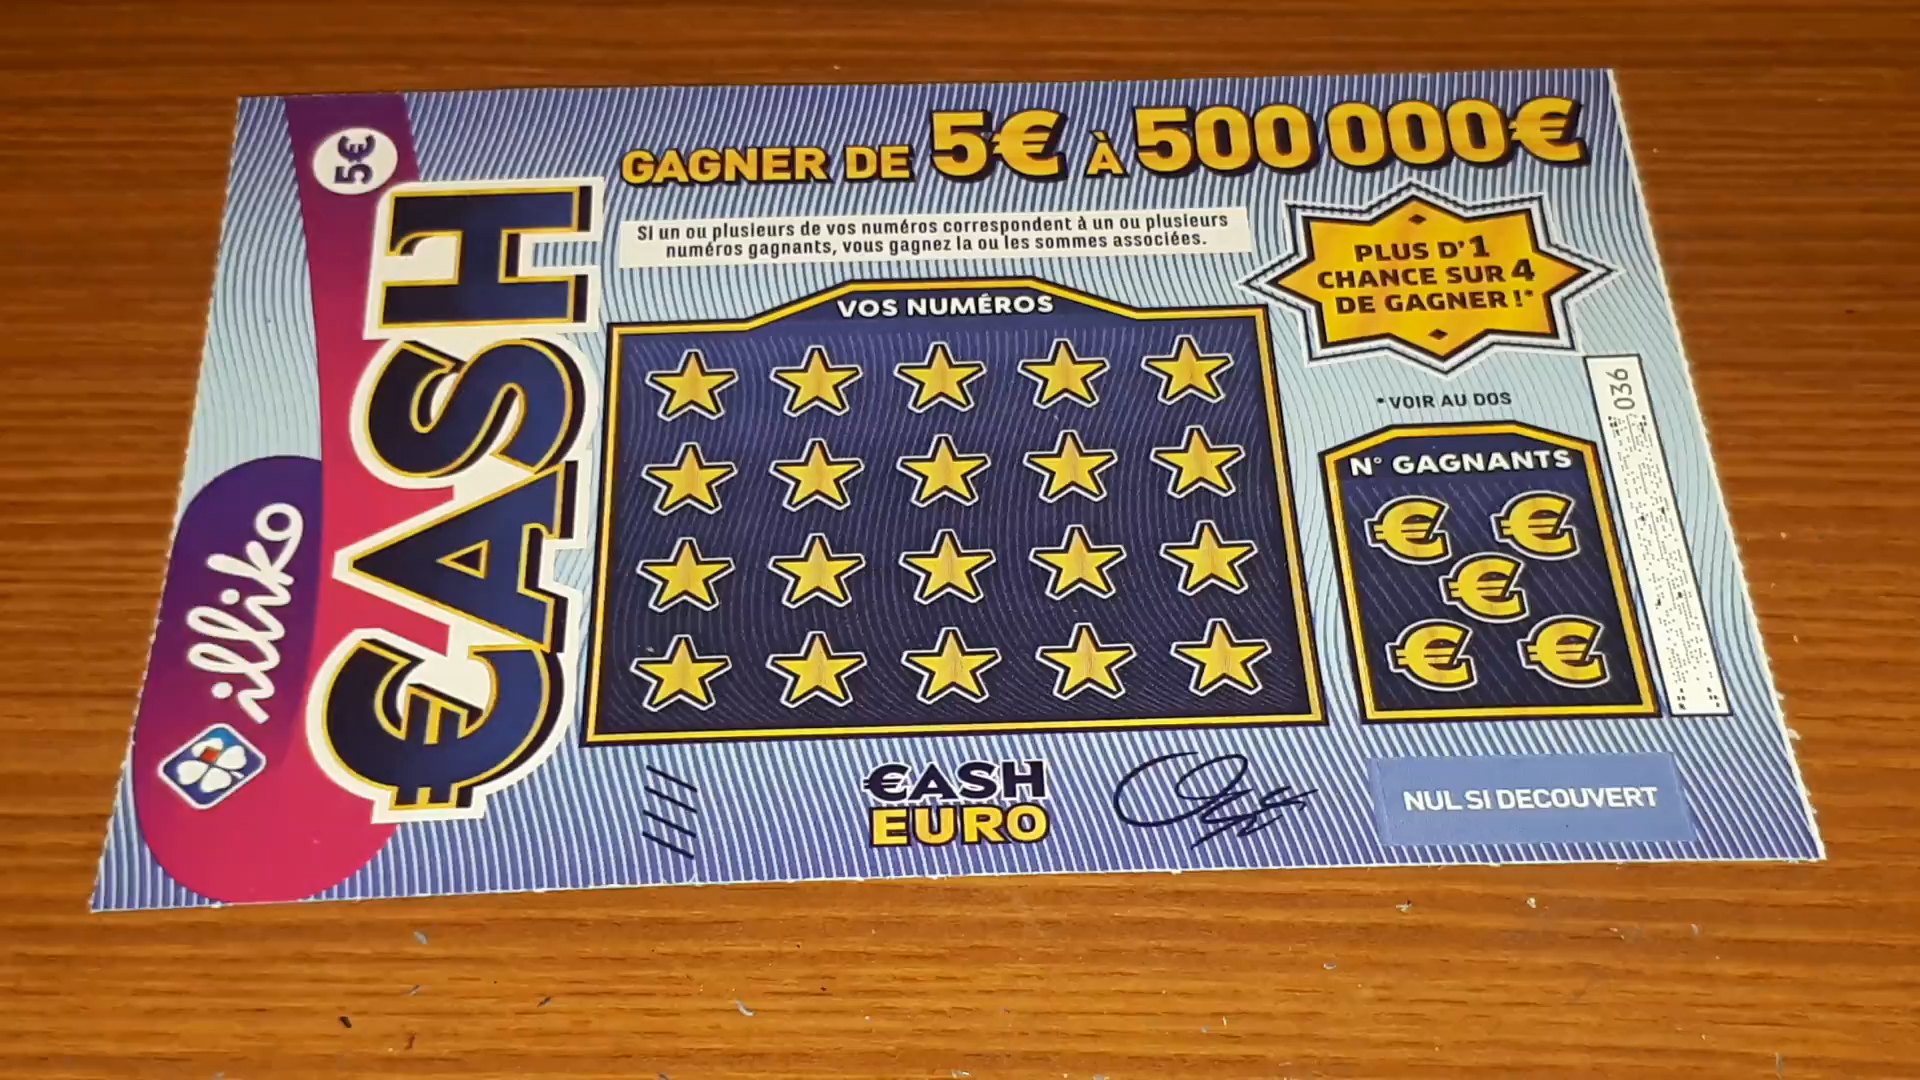 5€
GAGNER DE 5€ À 500 000€
€ASH
illiko
Si un ou plusieurs de vos numéros correspondent à un ou plusieurs
numéros gagnants, vous gagnez la ou les sommes associées.
PLUS D'1
CHANCE SUR 4
DE GAGNER !*
*VOIR AU DOS
VOS NUMÉROS
N° GAGNANTS
€ € € € €
036
€ASH
EURO
NUL SI DECOUVERT